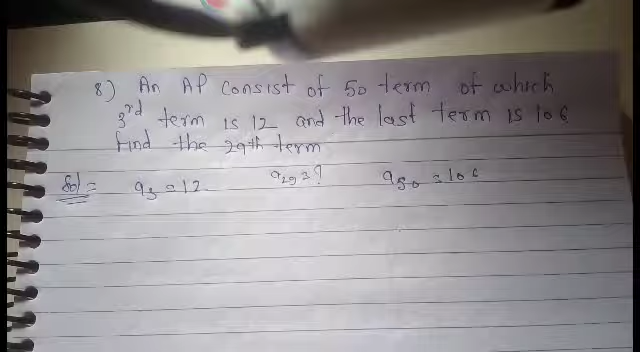 8) An AP consist of 50 term of which
3rd term is 12 and the last term is 106
Find the 29th term
Sol = a3 = 12 a29 = ? a50 = 106